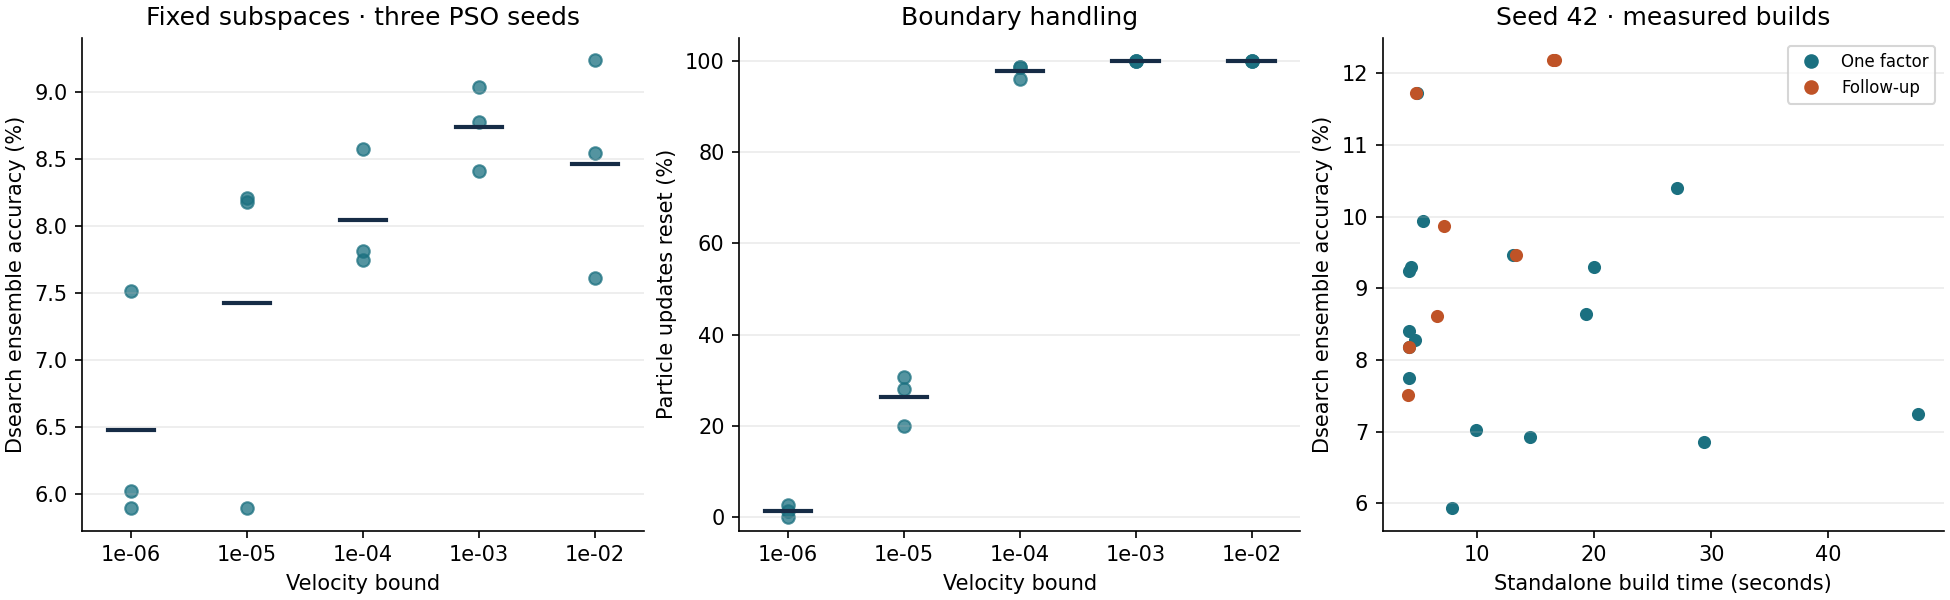 Fixed subspaces · three PSO seeds
Dsearch ensemble accuracy (%)
9.0
8.5
8.0
7.5
7.0
6.5
6.0
1e-06 1e-05 1e-04 1e-03 1e-02
Velocity bound
Boundary handling
Particle updates reset (%)
100
80
60
40
20
0
1e-06 1e-05 1e-04 1e-03 1e-02
Velocity bound
Seed 42 · measured builds
Dsearch ensemble accuracy (%)
One factor
Follow-up
12
11
10
9
8
7
6
10 20 30 40
Standalone build time (seconds)